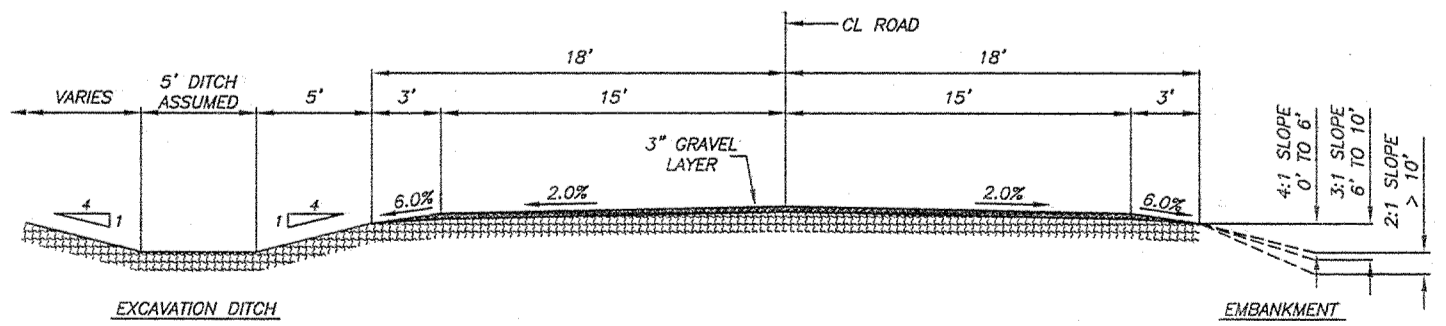 CL ROAD
18'
18'
VARIES
5' DITCH
ASSUMED
5'
3'
15'
15'
3'
3" GRAVEL
LAYER
4
1
4
1
6.0%
2.0%
2.0%
6.0%
4:1 SLOPE
0' TO 6'
3:1 SLOPE
6' TO 10'
2:1 SLOPE
> 10'
EXCAVATION DITCH
EMBANKMENT